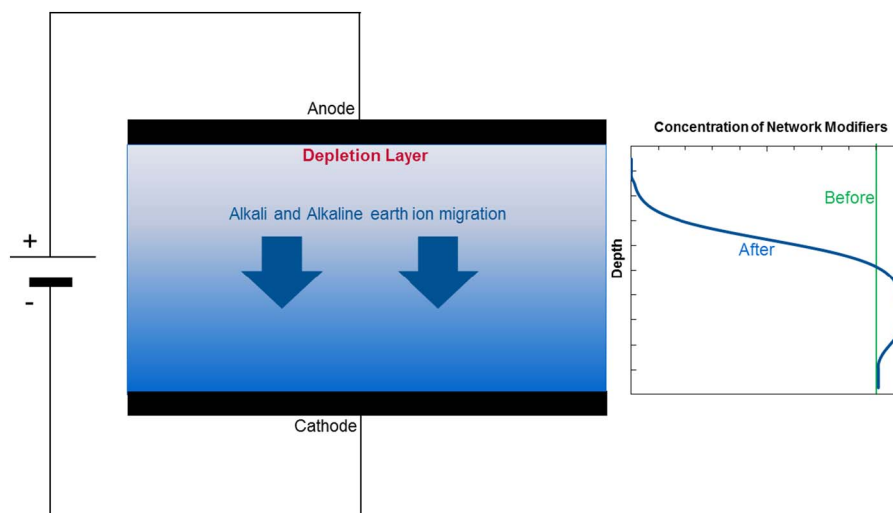 Anode
Depletion Layer
Alkali and Alkaline earth ion migration
+
-
Cathode
Concentration of Network Modifiers
Before
After
Depth